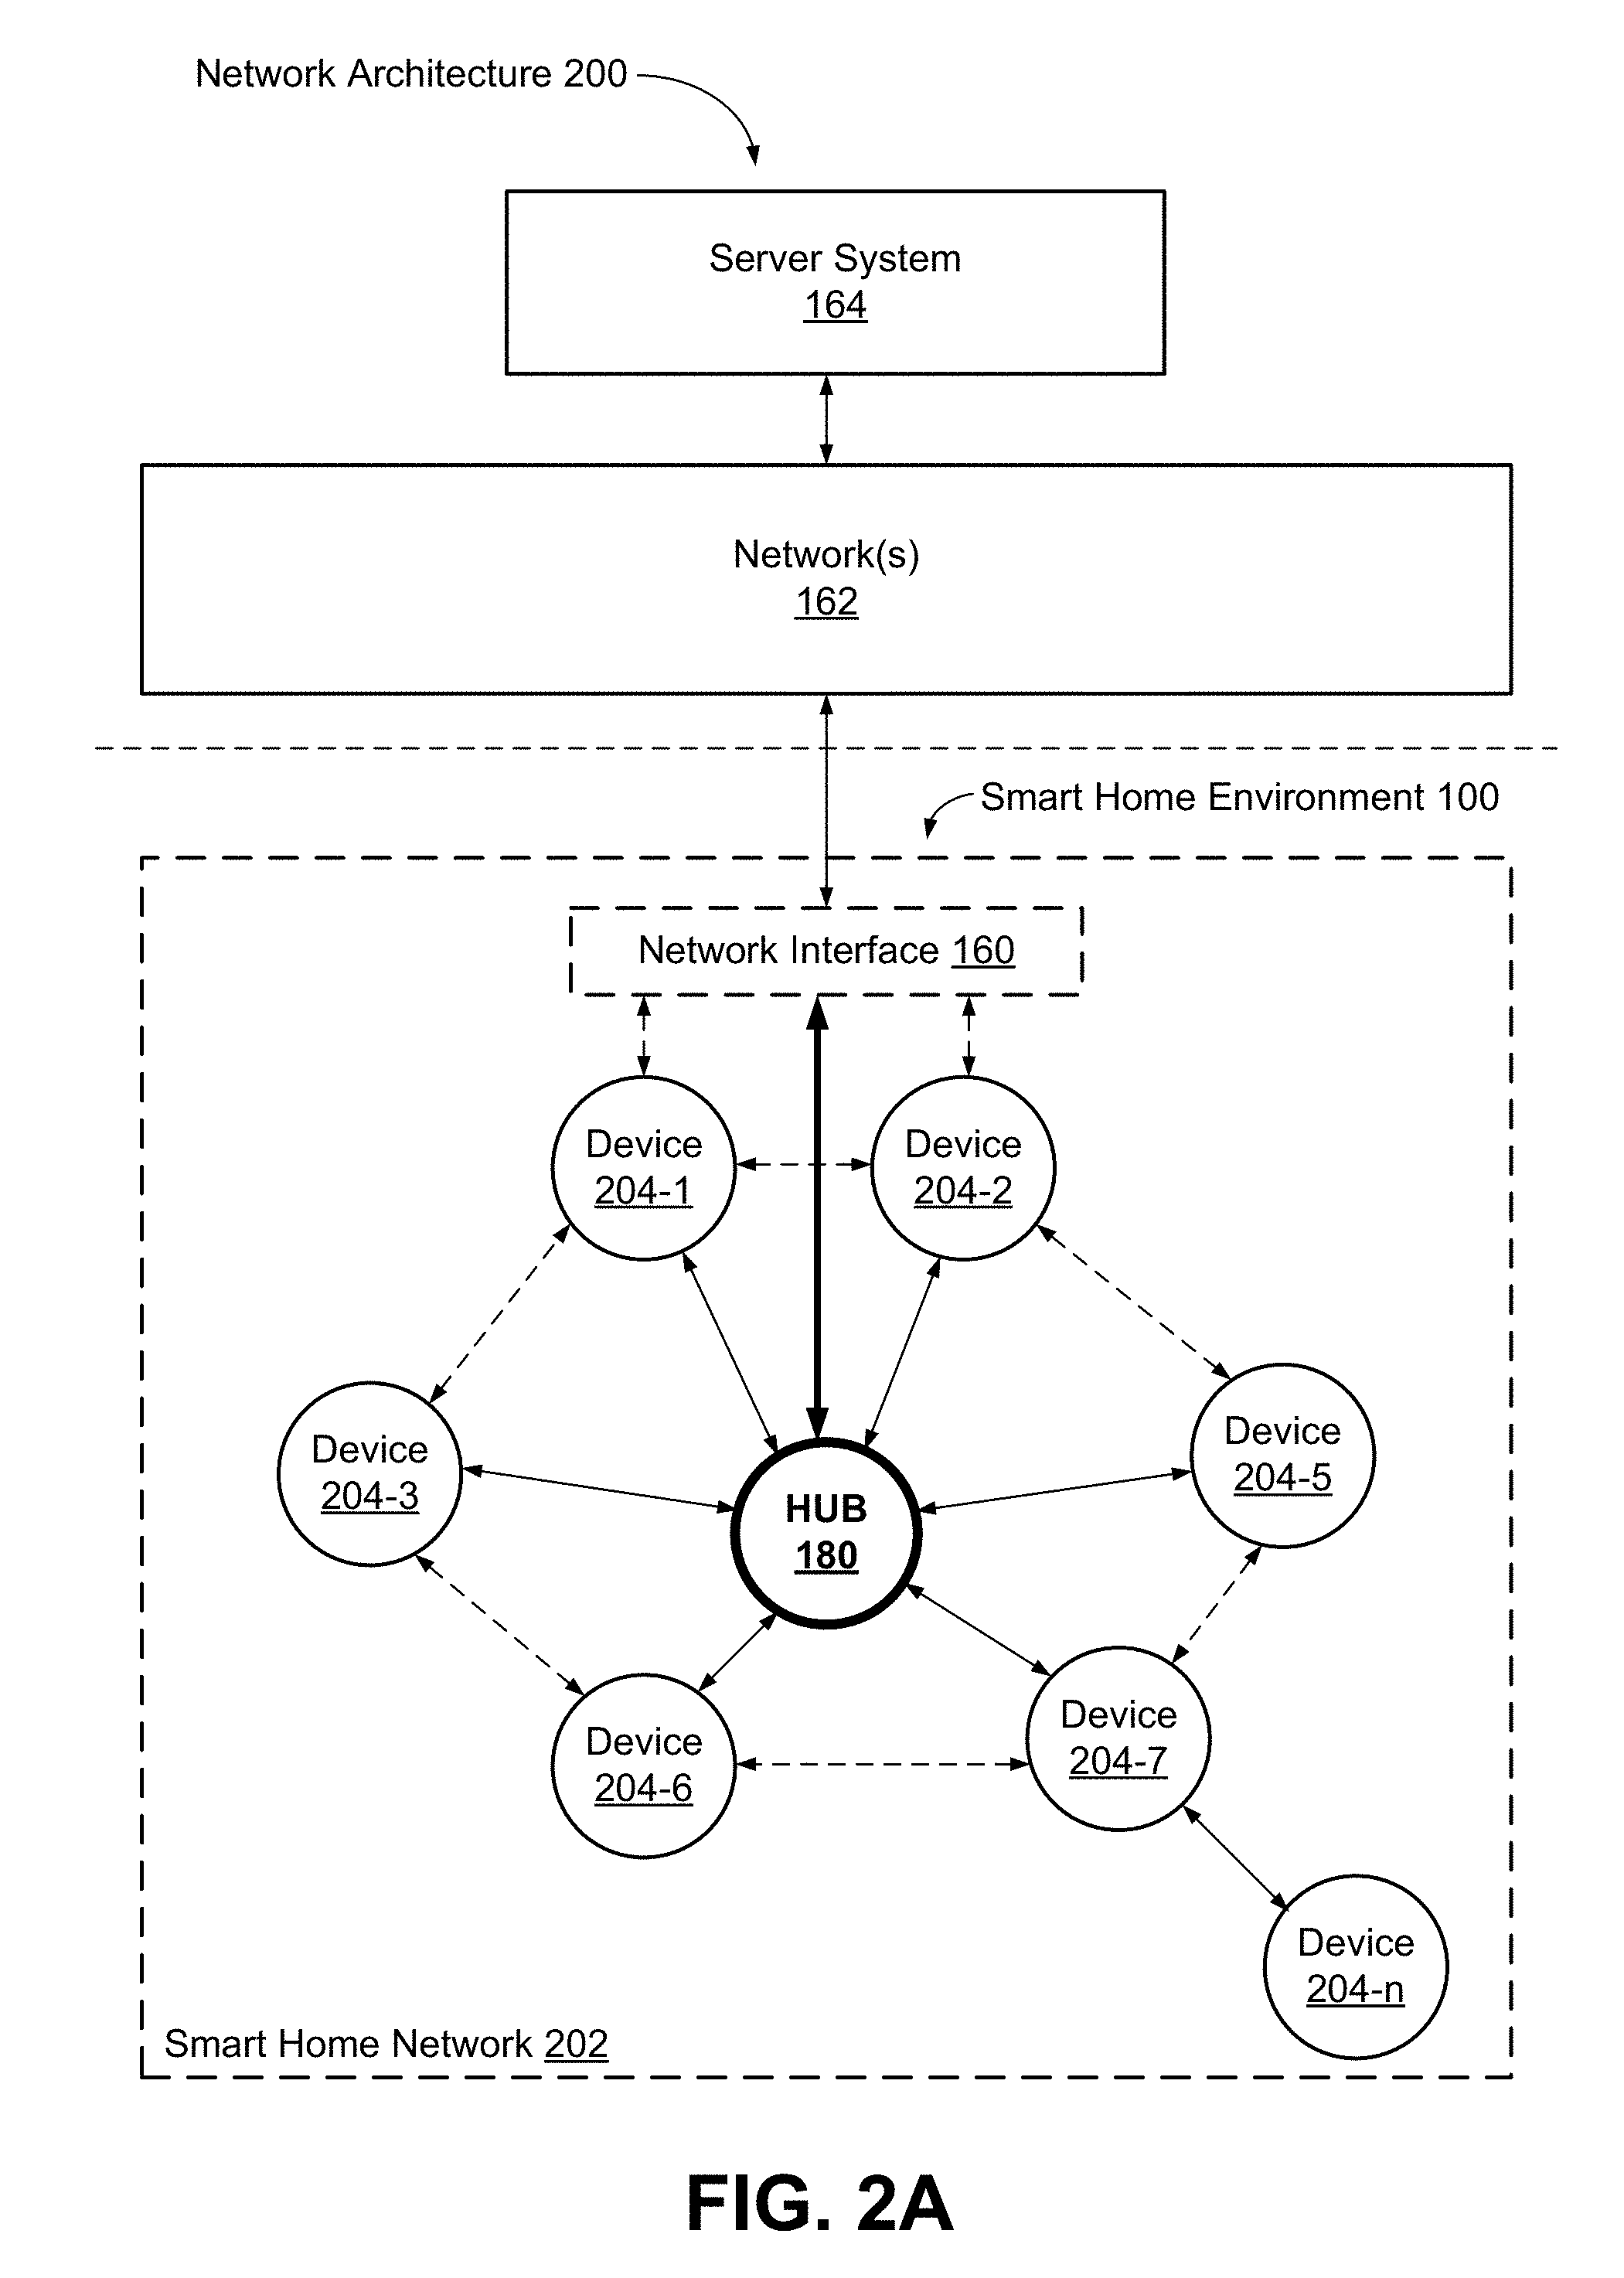 Network Architecture 200
Server System
164
Network(s)
162
Smart Home Environment 100
Network Interface 160
Device
204-1
Device
204-2
Device
204-3
Device
204-5
HUB
180
Device
204-6
Device
204-7
Device
204-n
Smart Home Network 202
FIG. 2A